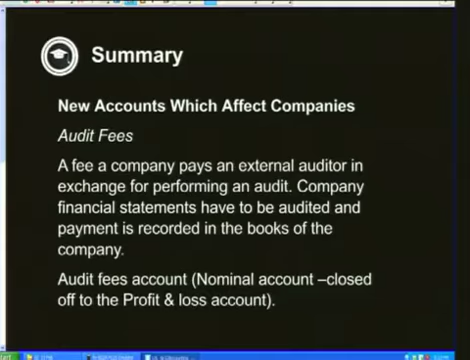 Summary
New Accounts Which Affect Companies
Audit Fees
A fee a company pays an external auditor in
exchange for performing an audit. Company
financial statements have to be audited and
payment is recorded in the books of the
company.
Audit fees account (Nominal account –closed
off to the Profit & loss account).